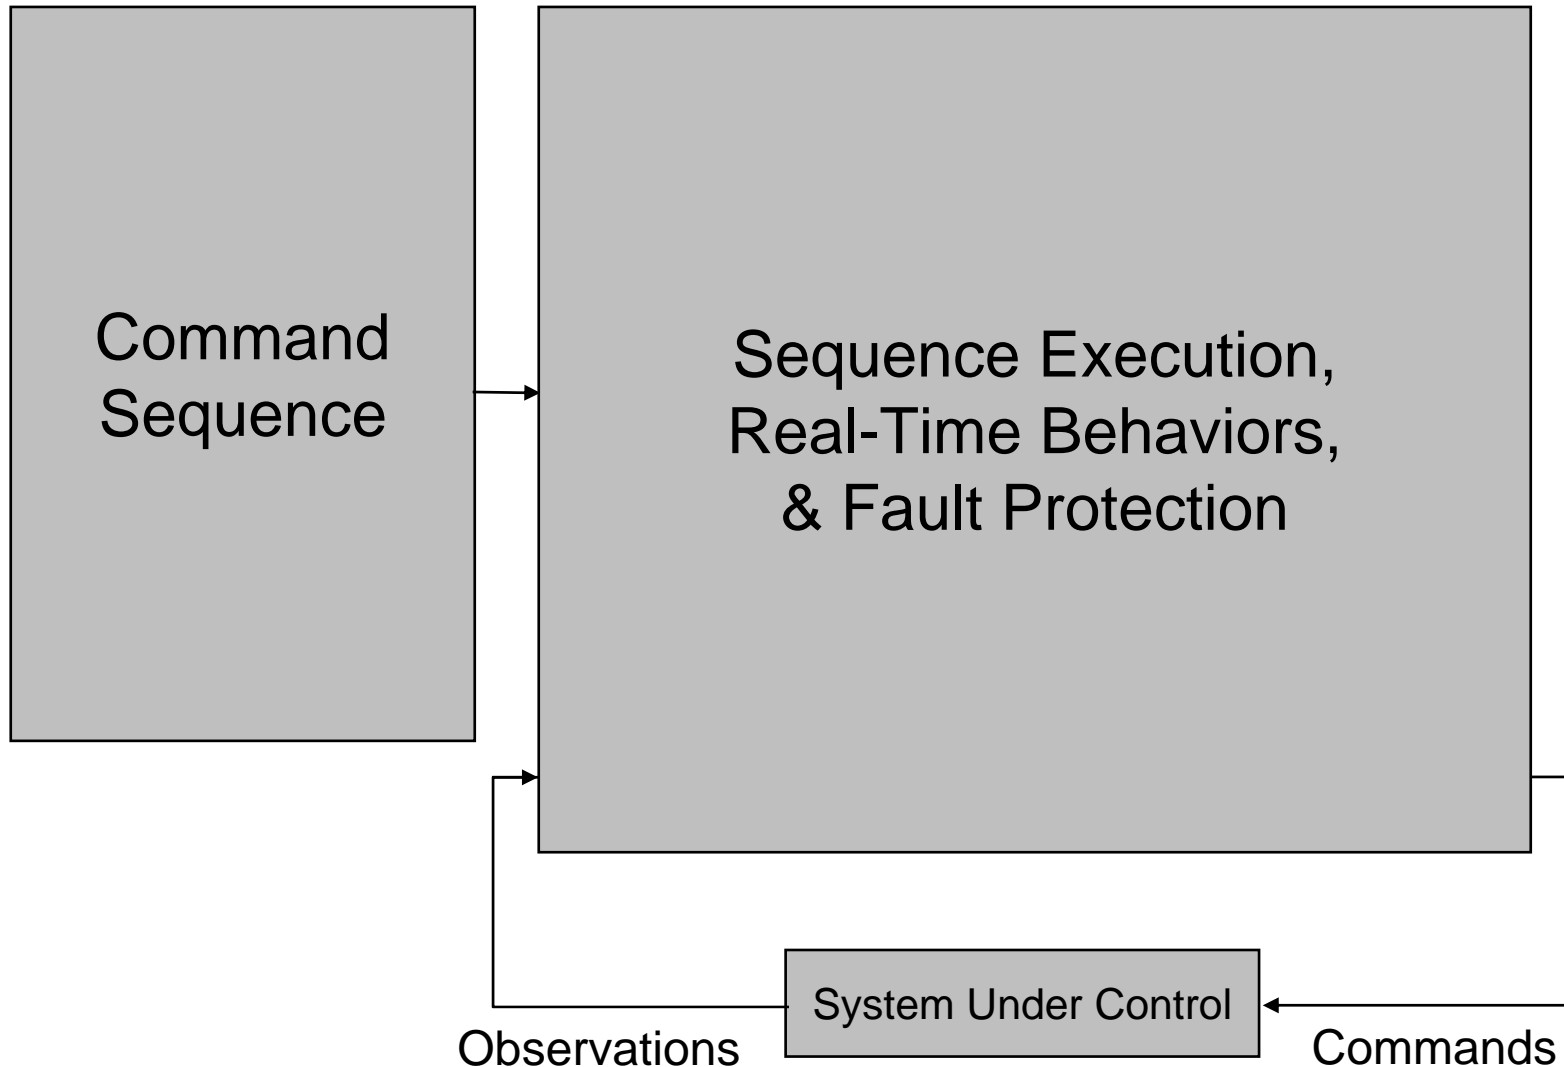 Command
Sequence
Sequence Execution,
Real-Time Behaviors,
& Fault Protection
System Under Control
Observations
Commands